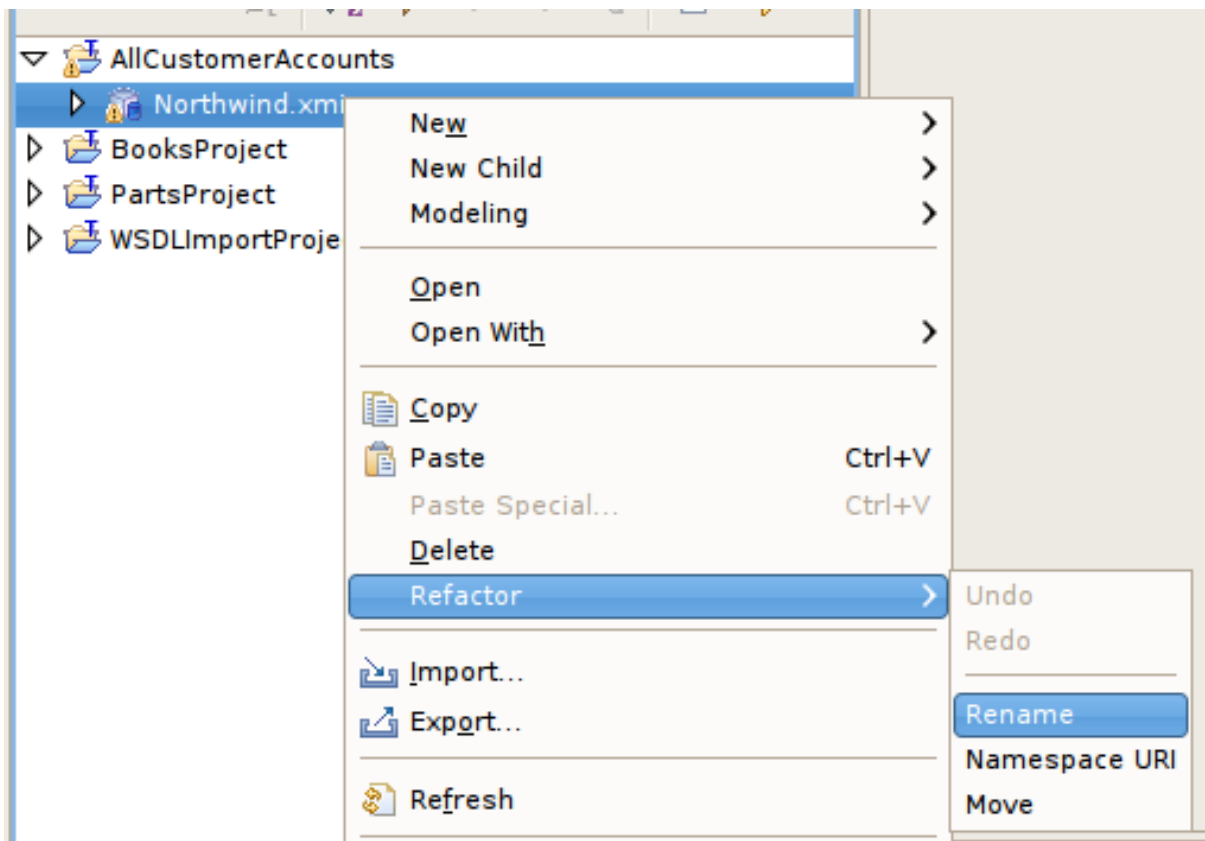 AllCustomerAccounts
Northwind.xmi
BooksProject
PartsProject
WSDLImportProje
New
New Child
Modeling
Open
Open With
Copy
Paste Ctrl+V
Paste Special... Ctrl+V
Delete
Refactor
Import...
Export...
Refresh
Undo
Redo
Rename
Namespace URI
Move